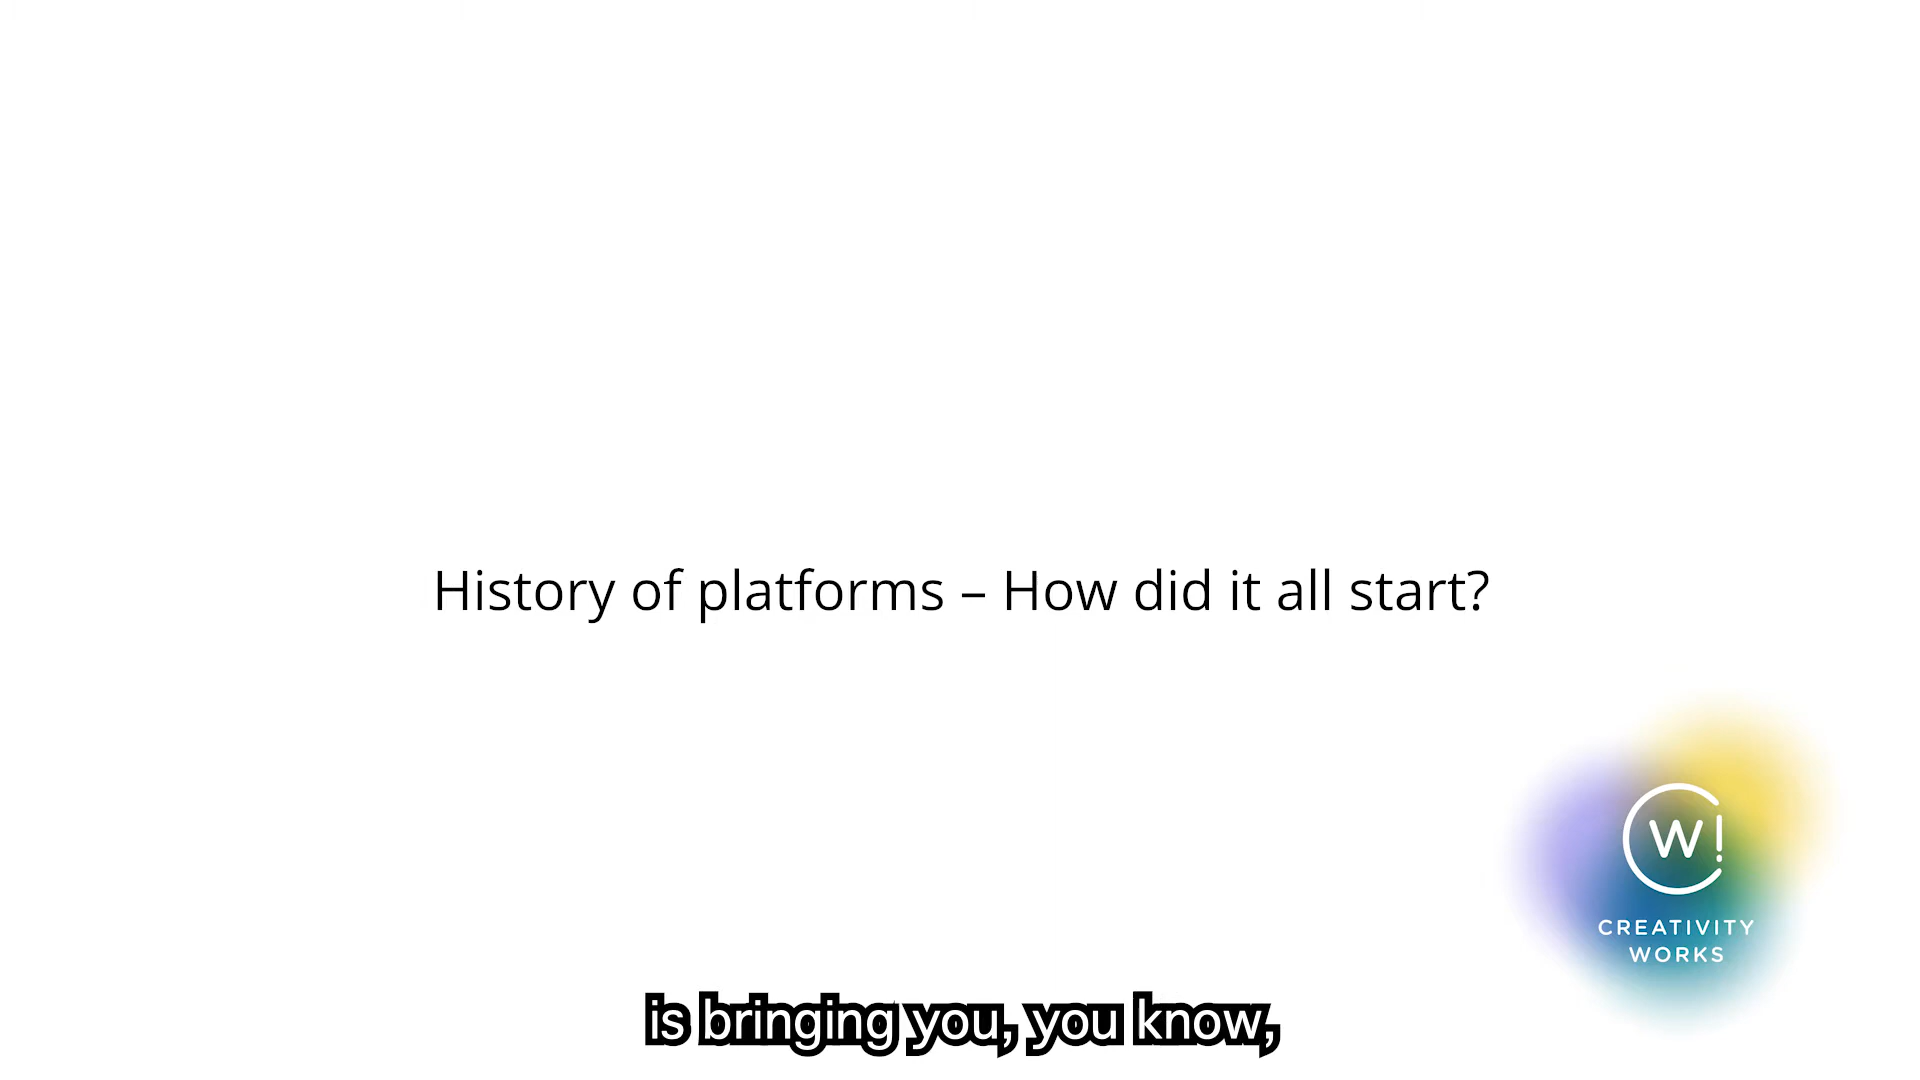 History of platforms – How did it all start?
W!
CREATIVITY
WORKS
is bringing you, you know,